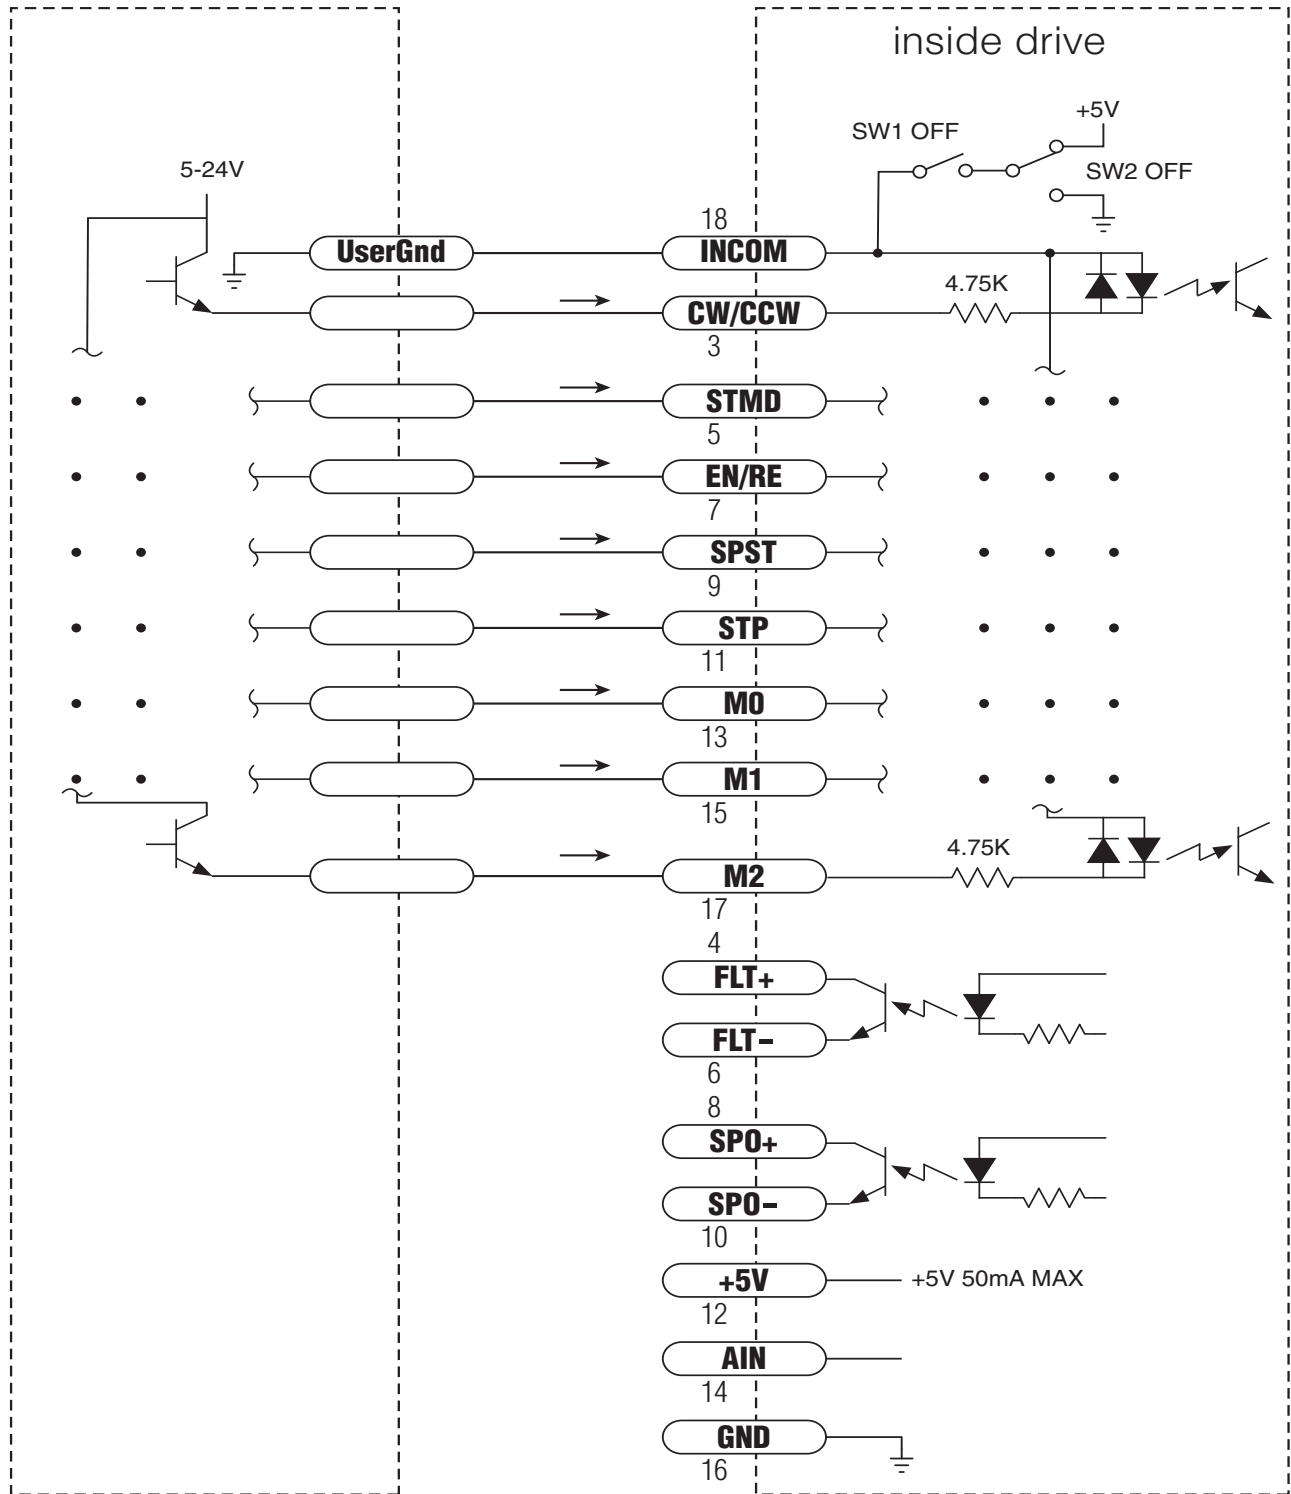 inside drive
+5V
SW1 OFF
SW2 OFF
5-24V
18
UserGnd
INCOM
4.75K
CW/CCW
3
STMD
5
EN/RE
7
SPST
9
STP
11
M0
13
M1
15
4.75K
M2
17
4
FLT+
FLT-
6
8
SPO+
SPO-
10
+5V
+5V 50mA MAX
12
AIN
14
GND
16